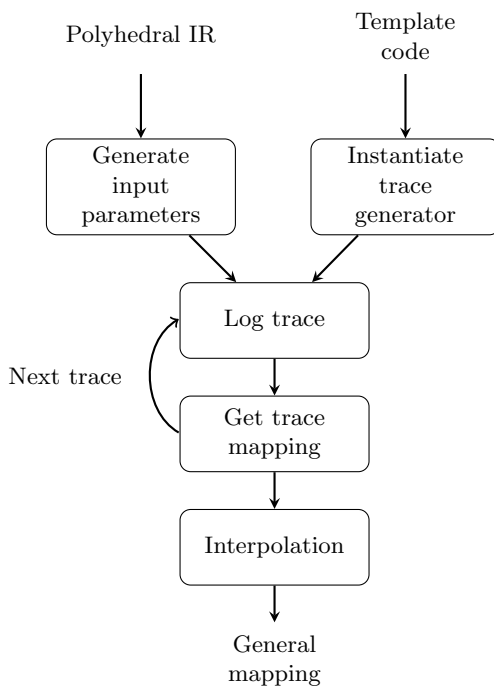 Polyhedral IR
Template
code
Generate
input
parameters
Instantiate
trace
generator
Log trace
Next trace
Get trace
mapping
Interpolation
General
mapping